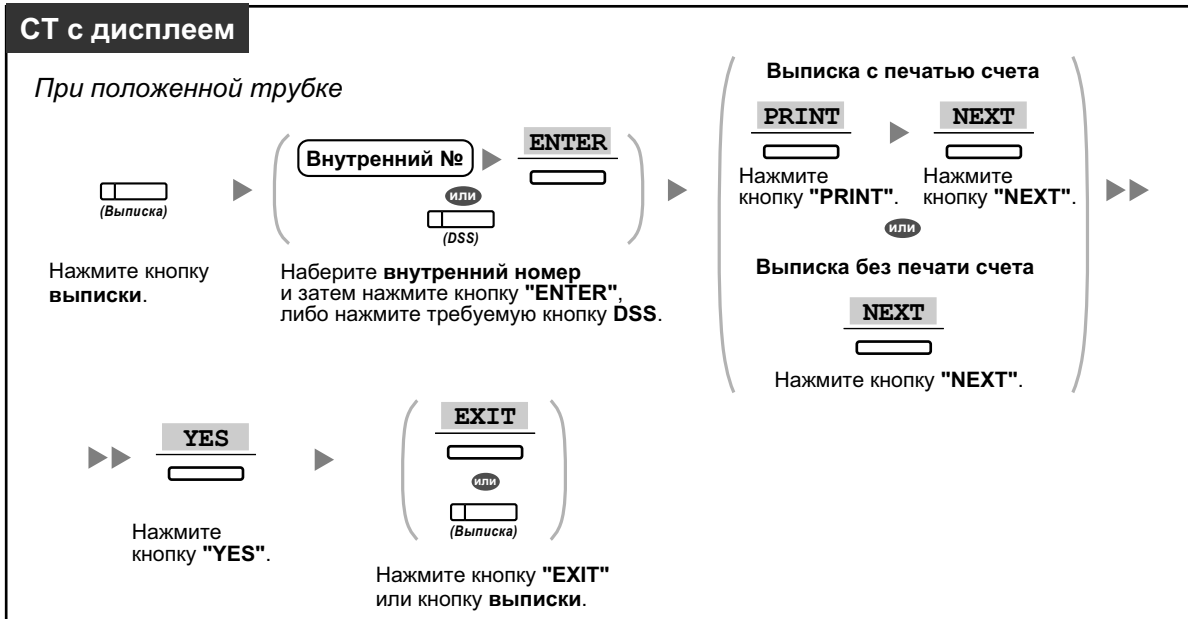 СТ с дисплеем
При положенной трубке
(Выписка)
Нажмите кнопку
выписки.
Внутренний №
ENTER
или
(DSS)
Наберите внутренний номер
и затем нажмите кнопку "ENTER",
либо нажмите требуемую кнопку DSS.
Выписка с печатью счета
PRINT
NEXT
Нажмите
кнопку "PRINT".
Нажмите
кнопку "NEXT".
или
Выписка без печати счета
NEXT
Нажмите кнопку "NEXT".
YES
Нажмите
кнопку "YES".
EXIT
или
(Выписка)
Нажмите кнопку "EXIT"
или кнопку выписки.